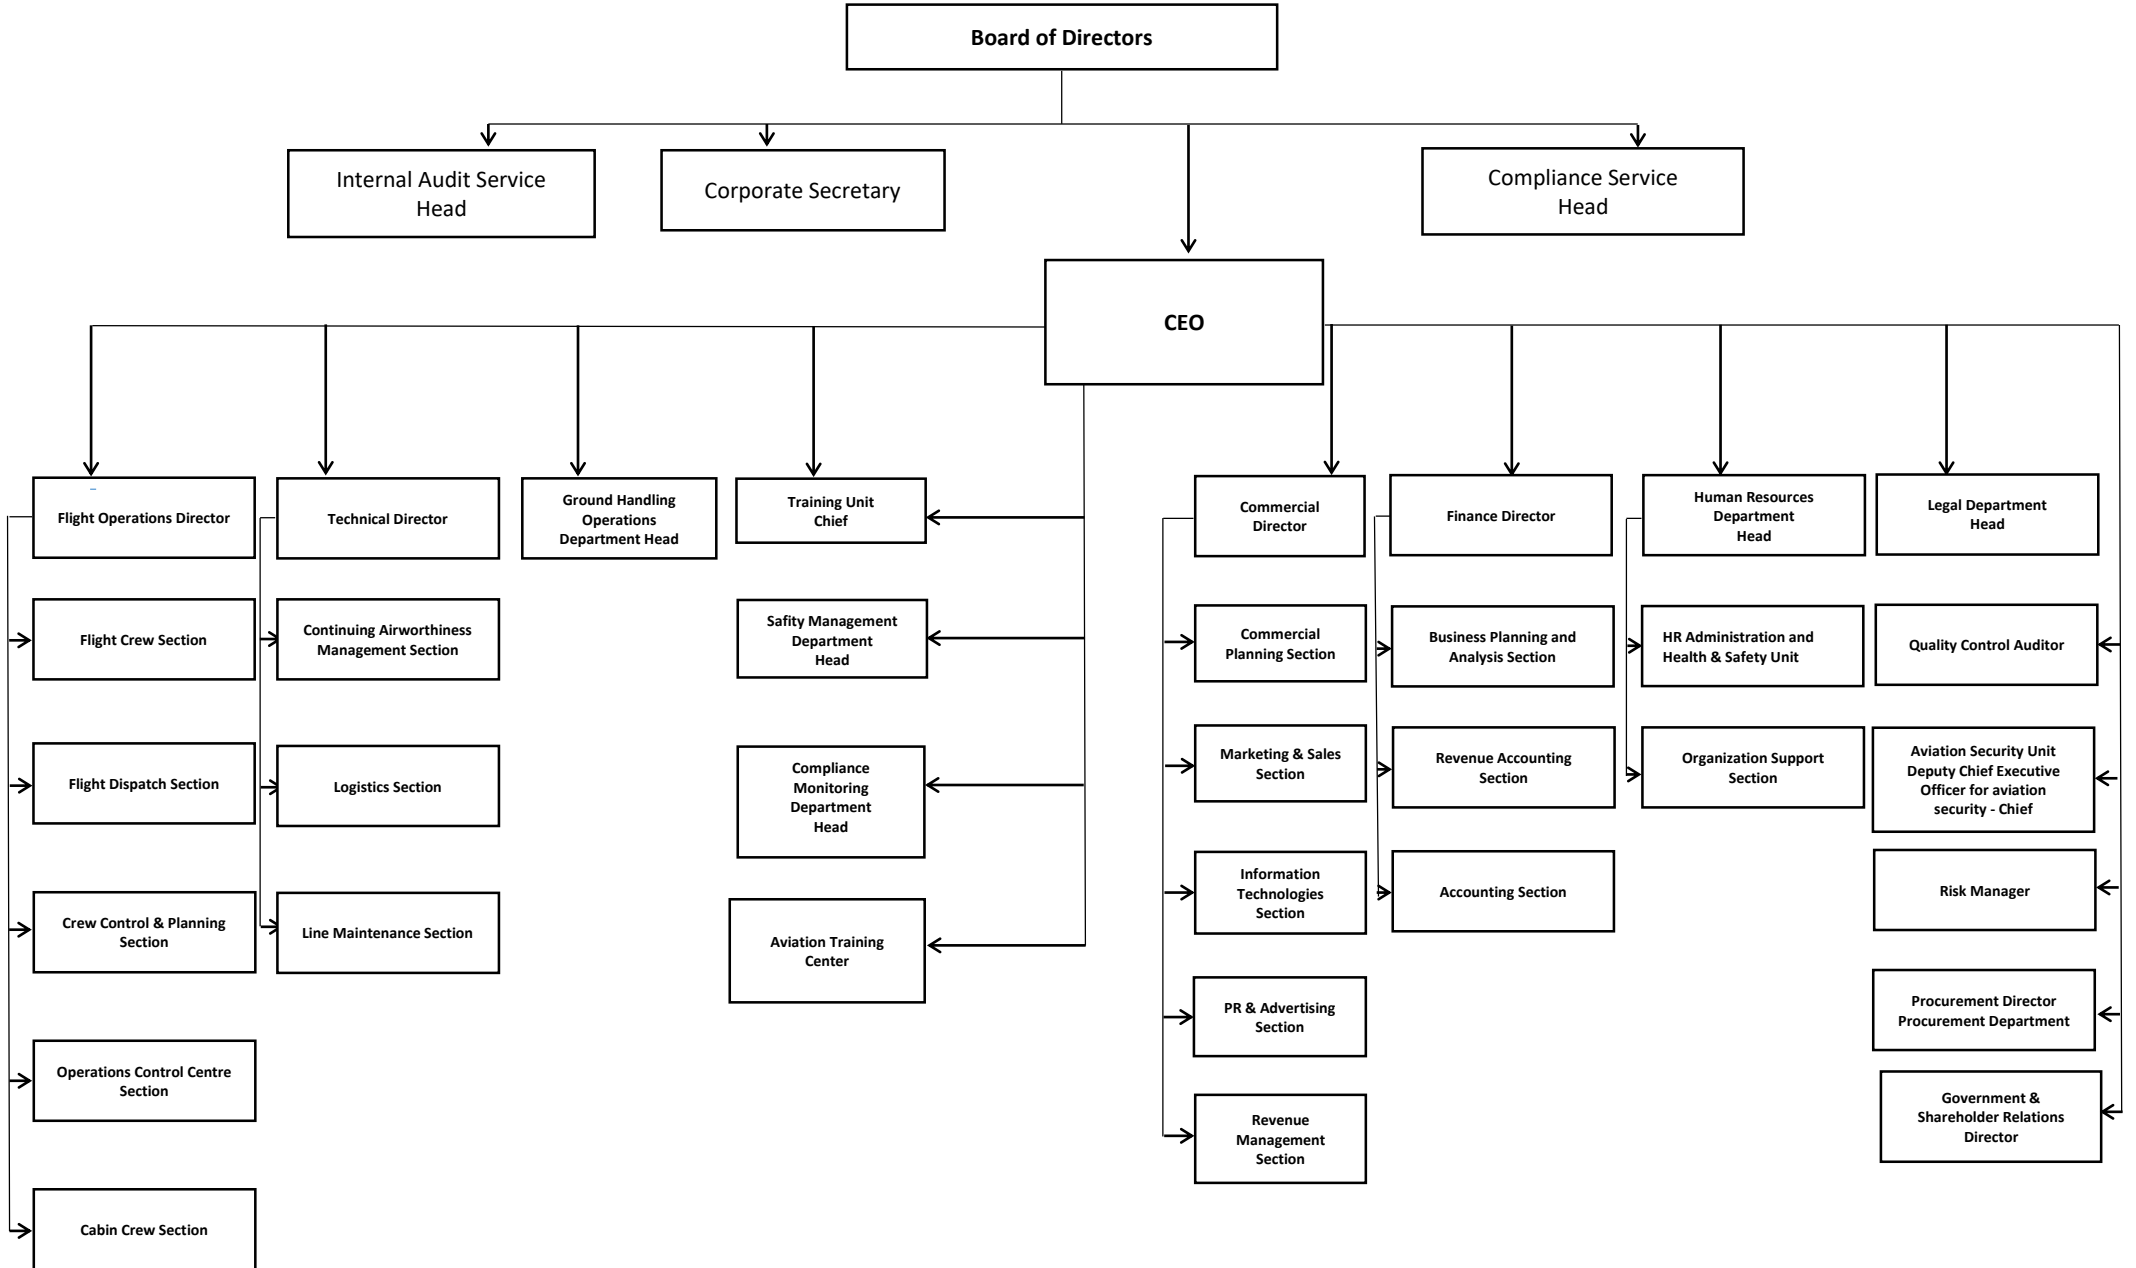 Board of Directors
Internal Audit Service
Head
Corporate Secretary
Compliance Service
Head
CEO
Flight Operations Director
Technical Director
Ground Handling
Operations
Department Head
Training Unit
Chief
Commercial
Director
Finance Director
Human Resources
Department
Head
Legal Department
Head
Flight Crew Section
Continuing Airworthiness
Management Section
Safity Management
Department
Head
Commercial
Planning Section
Business Planning and
Analysis Section
HR Administration and
Health & Safety Unit
Quality Control Auditor
Flight Dispatch Section
Logistics Section
Compliance
Monitoring
Department
Head
Marketing & Sales
Section
Revenue Accounting
Section
Organization Support
Section
Aviation Security Unit
Deputy Chief Executive
Officer for aviation
security - Chief
Crew Control & Planning
Section
Line Maintenance Section
Aviation Training
Center
Information
Technologies
Section
Accounting Section
Risk Manager
PR & Advertising
Section
Procurement Director
Procurement Department
Operations Control Centre
Section
Revenue
Management
Section
Government &
Shareholder Relations
Director
Cabin Crew Section